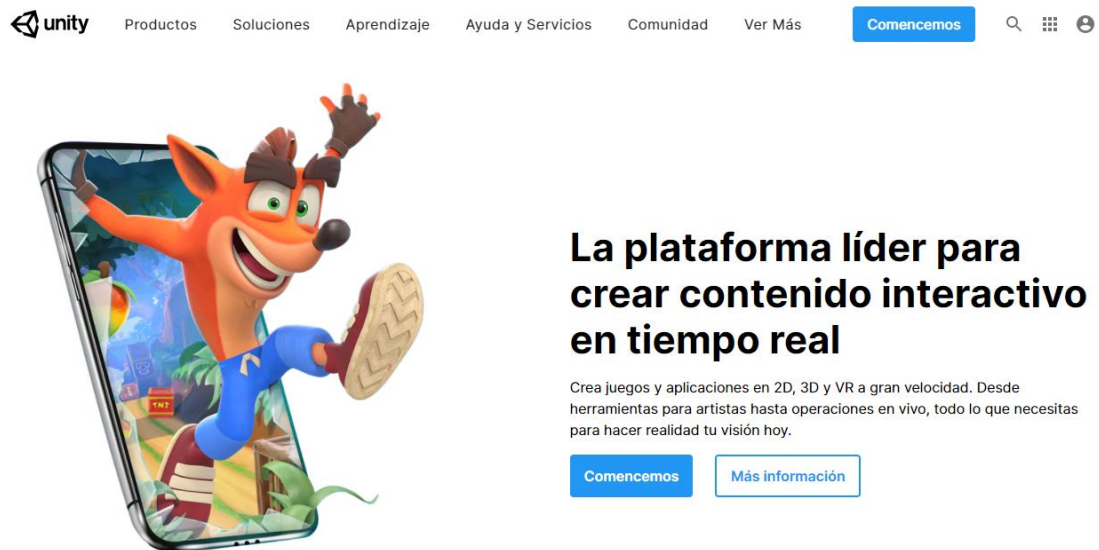 unity Productos Soluciones Aprendizaje Ayuda y Servicios Comunidad Ver Más Comencemos
La plataforma líder para
crear contenido interactivo
en tiempo real
Crea juegos y aplicaciones en 2D, 3D y VR a gran velocidad. Desde
herramientas para artistas hasta operaciones en vivo, todo lo que necesitas
para hacer realidad tu visión hoy.
Comencemos Más información
TNT